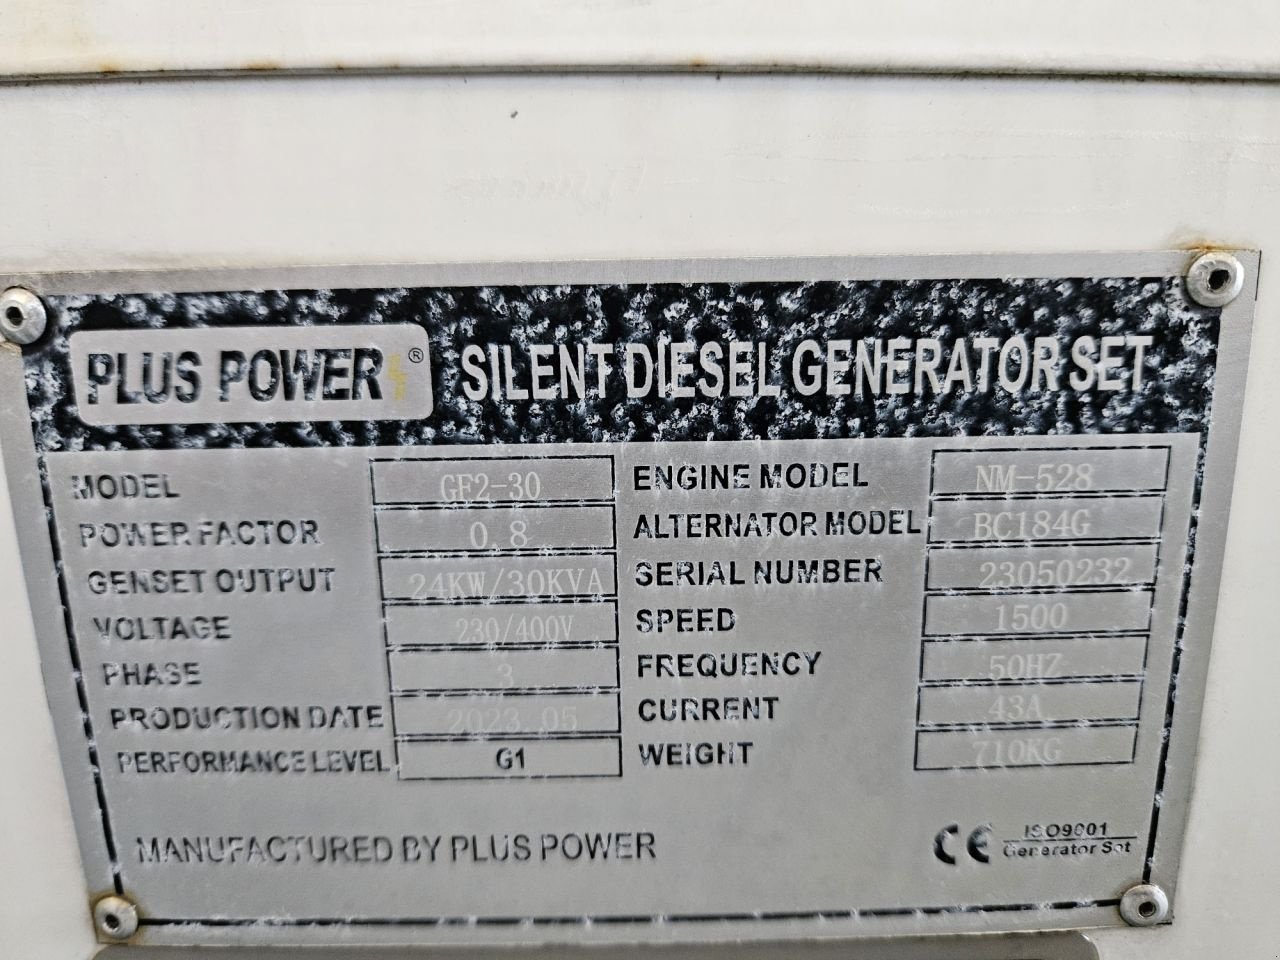 PLUS POWER ® SILENT DIESEL GENERATOR SET
MODEL GF2-30 ENGINE MODEL NM-528
POWER FACTOR 0.8 ALTERNATOR MODEL BC184G
GENSET OUTPUT 24KW/30KVA SERIAL NUMBER 23050232
VOLTAGE 230/400V SPEED 1500
PHASE 3 FREQUENCY 50HZ
PRODUCTION DATE 2023.05 CURRENT 43A
PERFORMANCE LEVEL G1 WEIGHT 710KG
MANUFACTURED BY PLUS POWER CE ISO9001
Generator Set